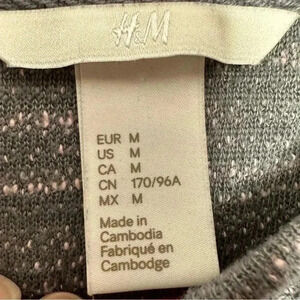 H&M
EUR M
US M
CA M
CN 170/96A
MX M
Made in
Cambodia
Fabriqué en
Cambodge